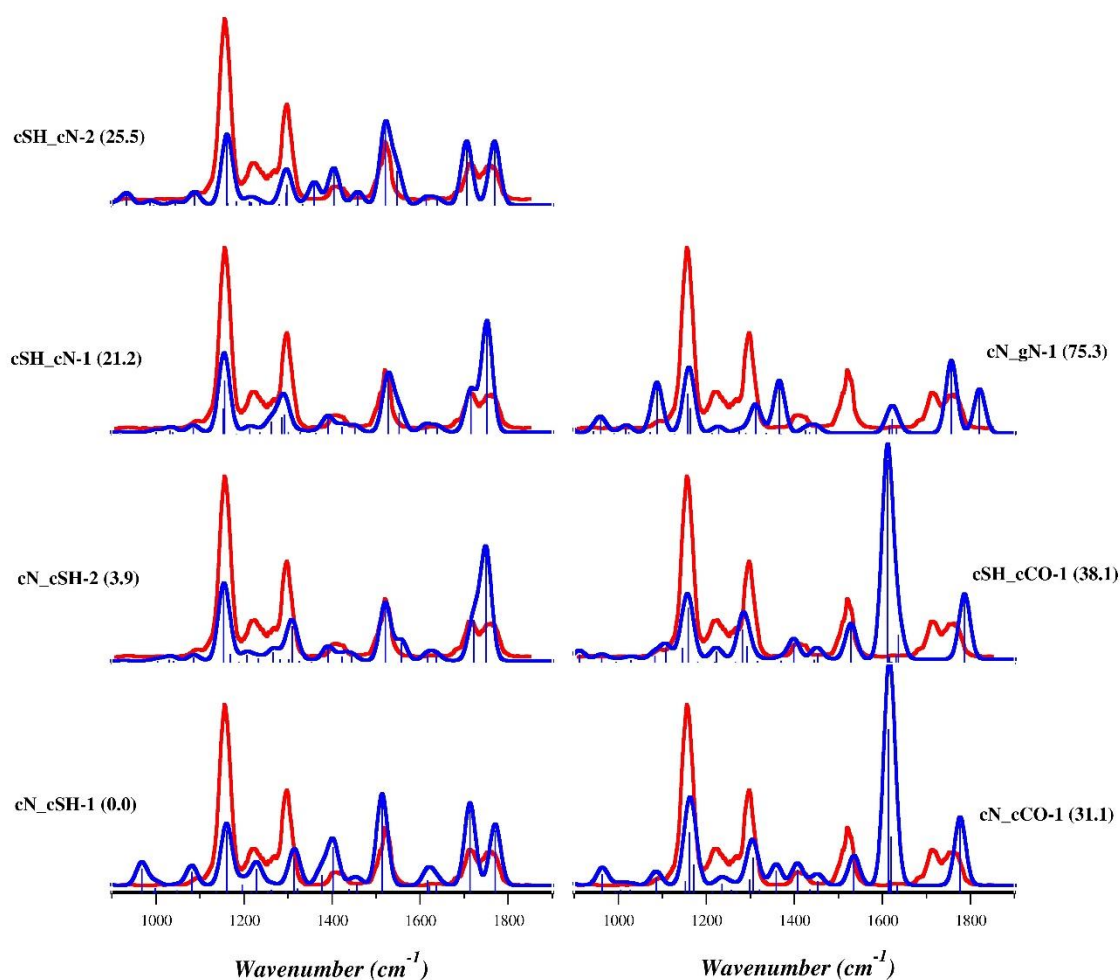 cSH_cN-2 (25.5)
cSH_cN-1 (21.2)
cN_cSH-2 (3.9)
cN_cSH-1 (0.0)
1000 1200 1400 1600 1800
Wavenumber (cm-1)
cN_gN-1 (75.3)
cSH_cCO-1 (38.1)
cN_cCO-1 (31.1)
1000 1200 1400 1600 1800
Wavenumber (cm-1)